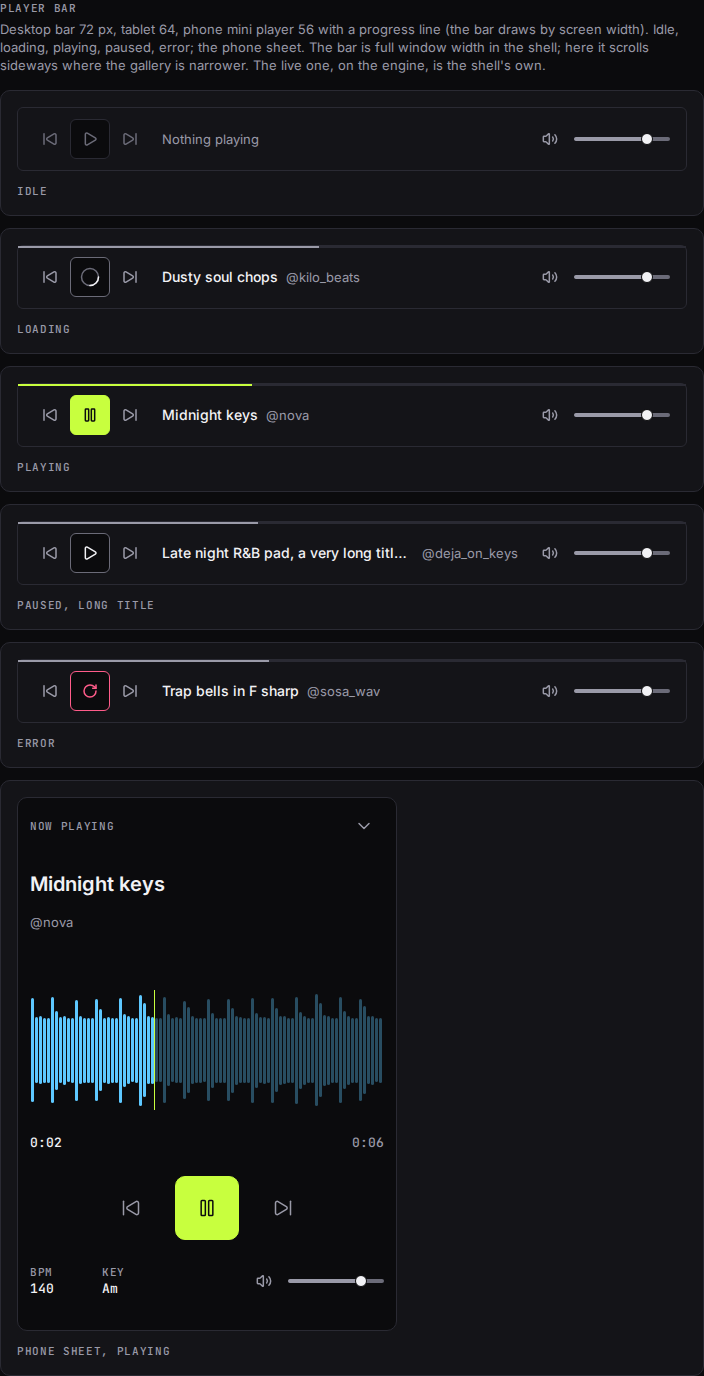 PLAYER BAR
Desktop bar 72 px, tablet 64, phone mini player 56 with a progress line (the bar draws by screen width). Idle,
loading, playing, paused, error; the phone sheet. The bar is full window width in the shell; here it scrolls
sideways where the gallery is narrower. The live one, on the engine, is the shell's own.
Nothing playing
IDLE
Dusty soul chops @kilo_beats
LOADING
Midnight keys @nova
PLAYING
Late night R&B pad, a very long titl... @deja_on_keys
PAUSED, LONG TITLE
Trap bells in F sharp @sosa_wav
ERROR
NOW PLAYING
Midnight keys
@nova
0:02 0:06
BPM KEY
140 Am
PHONE SHEET, PLAYING